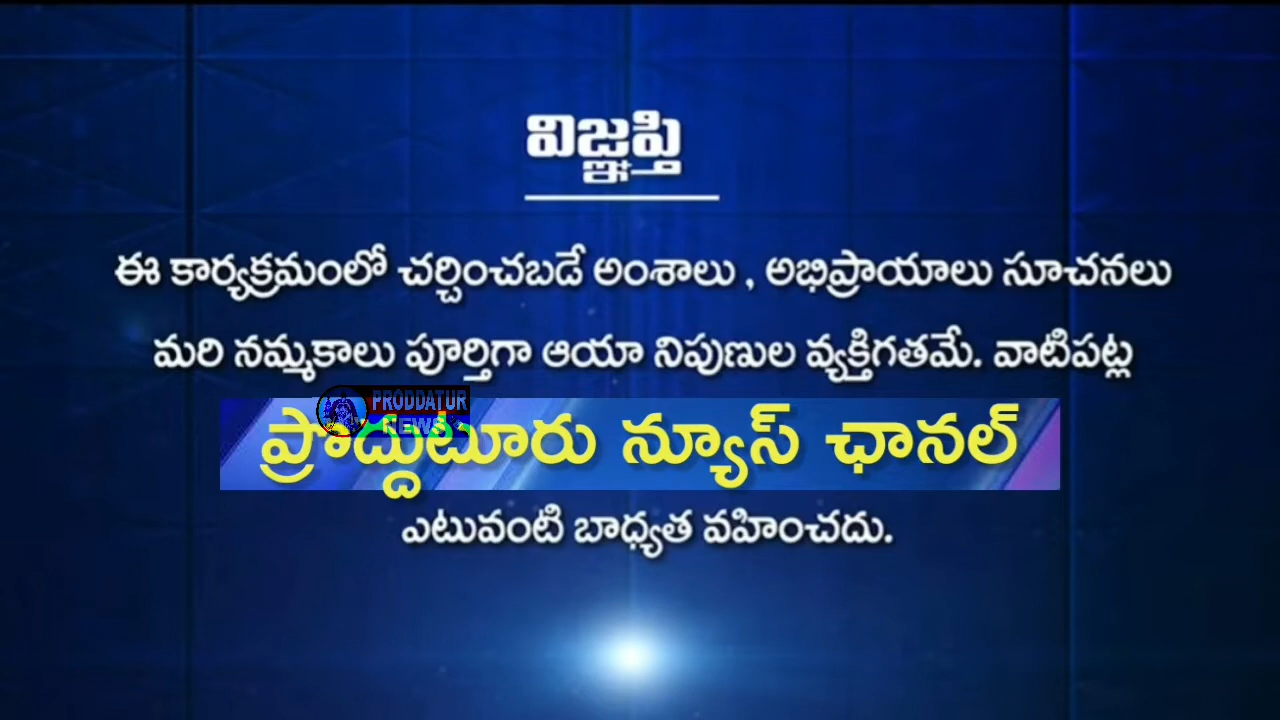 విజ్ఞప్తి
ఈ కార్యక్రమంలో చర్చించబడే అంశాలు , అభిప్రాయాలు సూచనలు
మరి నమ్మకాలు పూర్తిగా ఆయా నిపుణుల వ్యక్తిగతమే. వాటిపట్ల
PRODDATUR
NEWS
ప్రొద్దుటూరు న్యూస్ ఛానల్
ఎటువంటి బాధ్యత వహించదు.